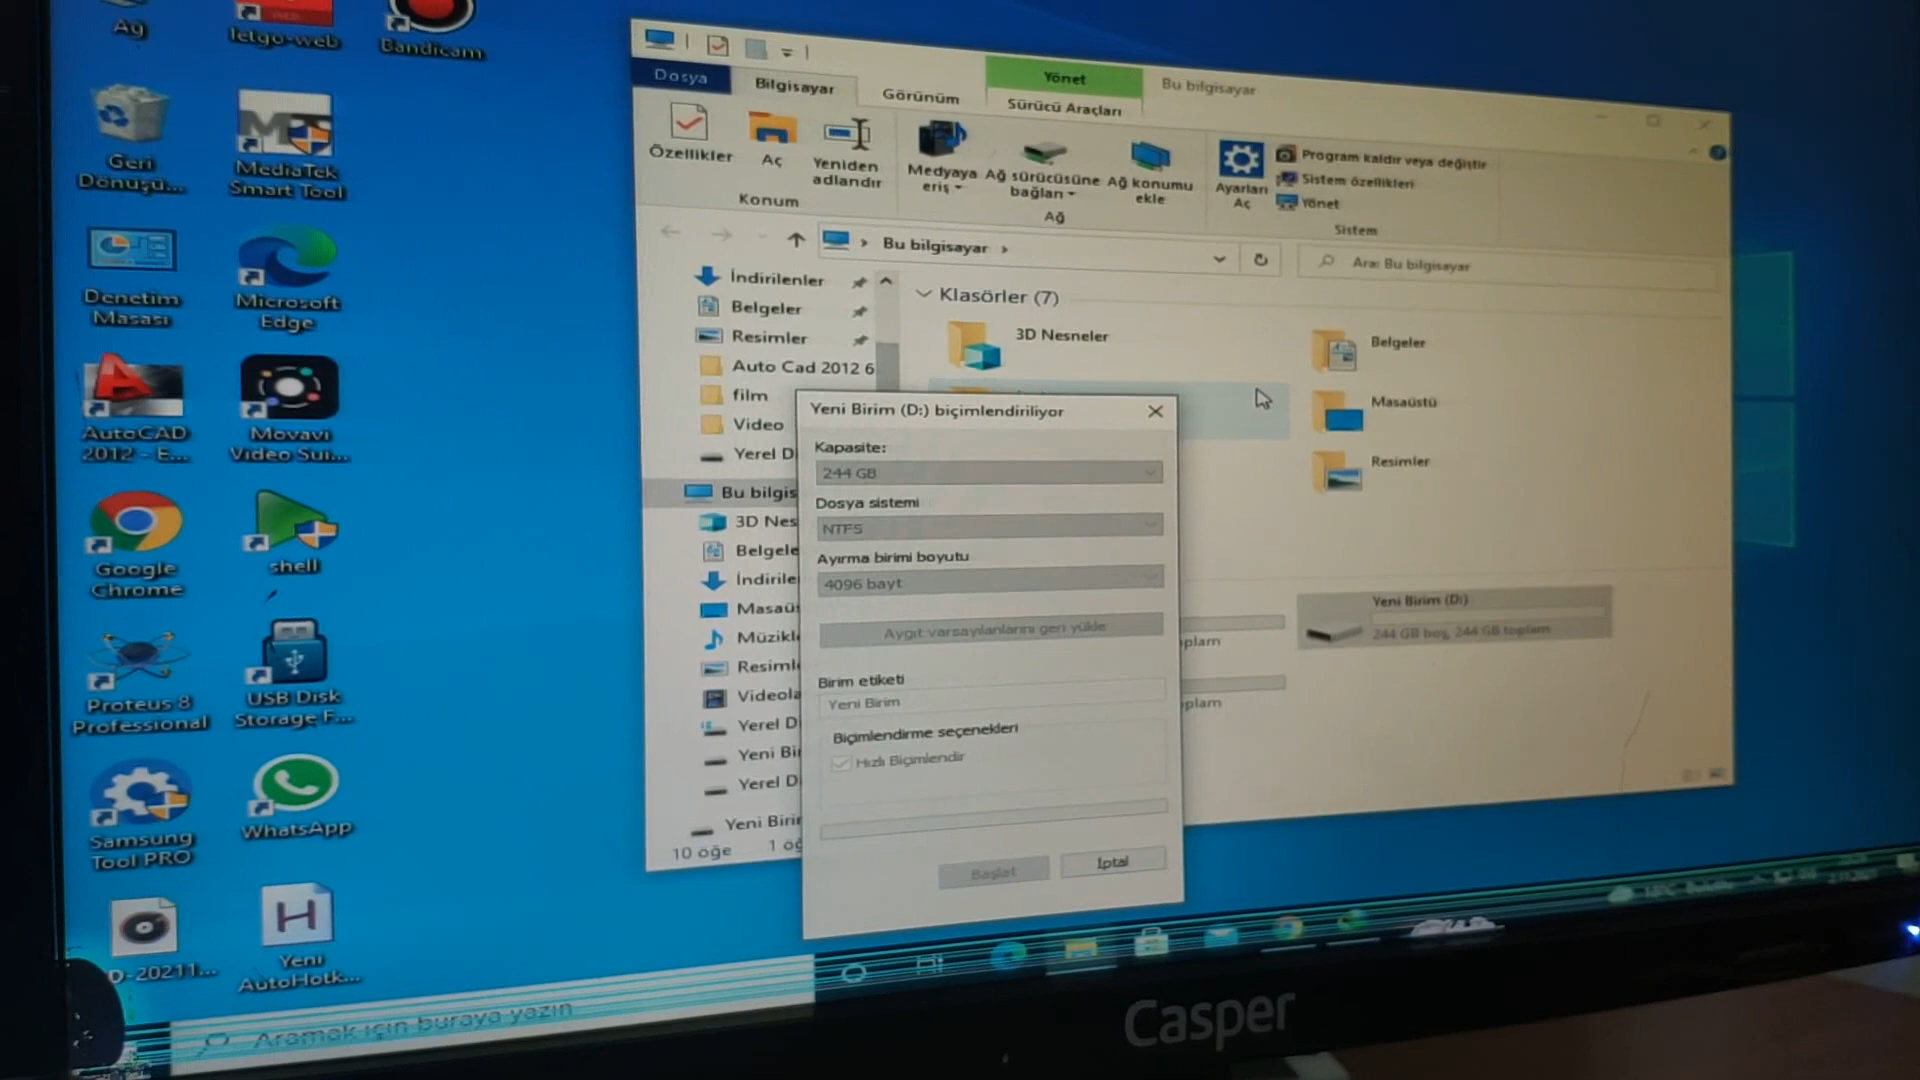 Ağ
letgo-web
Bandicam
Geri
Dönüşü...
MediaTek
Smart Tool
Denetim
Masası
Microsoft
Edge
AutoCAD
2012 - E...
Movavi
Video Sui...
Google
Chrome
shell
Proteus 8
Professional
USB Disk
Storage F...
Samsung
Tool PRO
WhatsApp
D-20211...
Yeni
AutoHotk...
Aramak için buraya yazın
Dosya
Bilgisayar
Görünüm
Yönet
Sürücü Araçları
Bu bilgisayar
Özellikler
Aç
Yeniden
adlandır
Konum
Medyaya
eriş
Ağ sürücüsüne
bağlan
Ağ konumu
ekle
Ağ
Ayarları
Aç
Program kaldır veya değiştir
Sistem özellikleri
Yönet
Sistem
Bu bilgisayar
Ara: Bu bilgisayar
İndirilenler
Belgeler
Resimler
Auto Cad 2012 6
film
Video
Yerel D
Bu bilgis
3D Nes
Belgele
İndirile
Masaüs
Müzikl
Resiml
Videola
Yerel D
Yeni Bi
Yerel D
Yeni Biri
10 öğe
1 öğ
Klasörler (7)
3D Nesneler
Belgeler
Masaüstü
Resimler
Yeni Birim (D:)
244 GB boş, 244 GB toplam
plam
plam
Yeni Birim (D:) biçimlendiriliyor
Kapasite:
244 GB
Dosya sistemi
NTFS
Ayırma birimi boyutu
4096 bayt
Aygıt varsayılanlarını geri yükle
Birim etiketi
Yeni Birim
Biçimlendirme seçenekleri
Hızlı Biçimlendir
Başlat
İptal
Casper